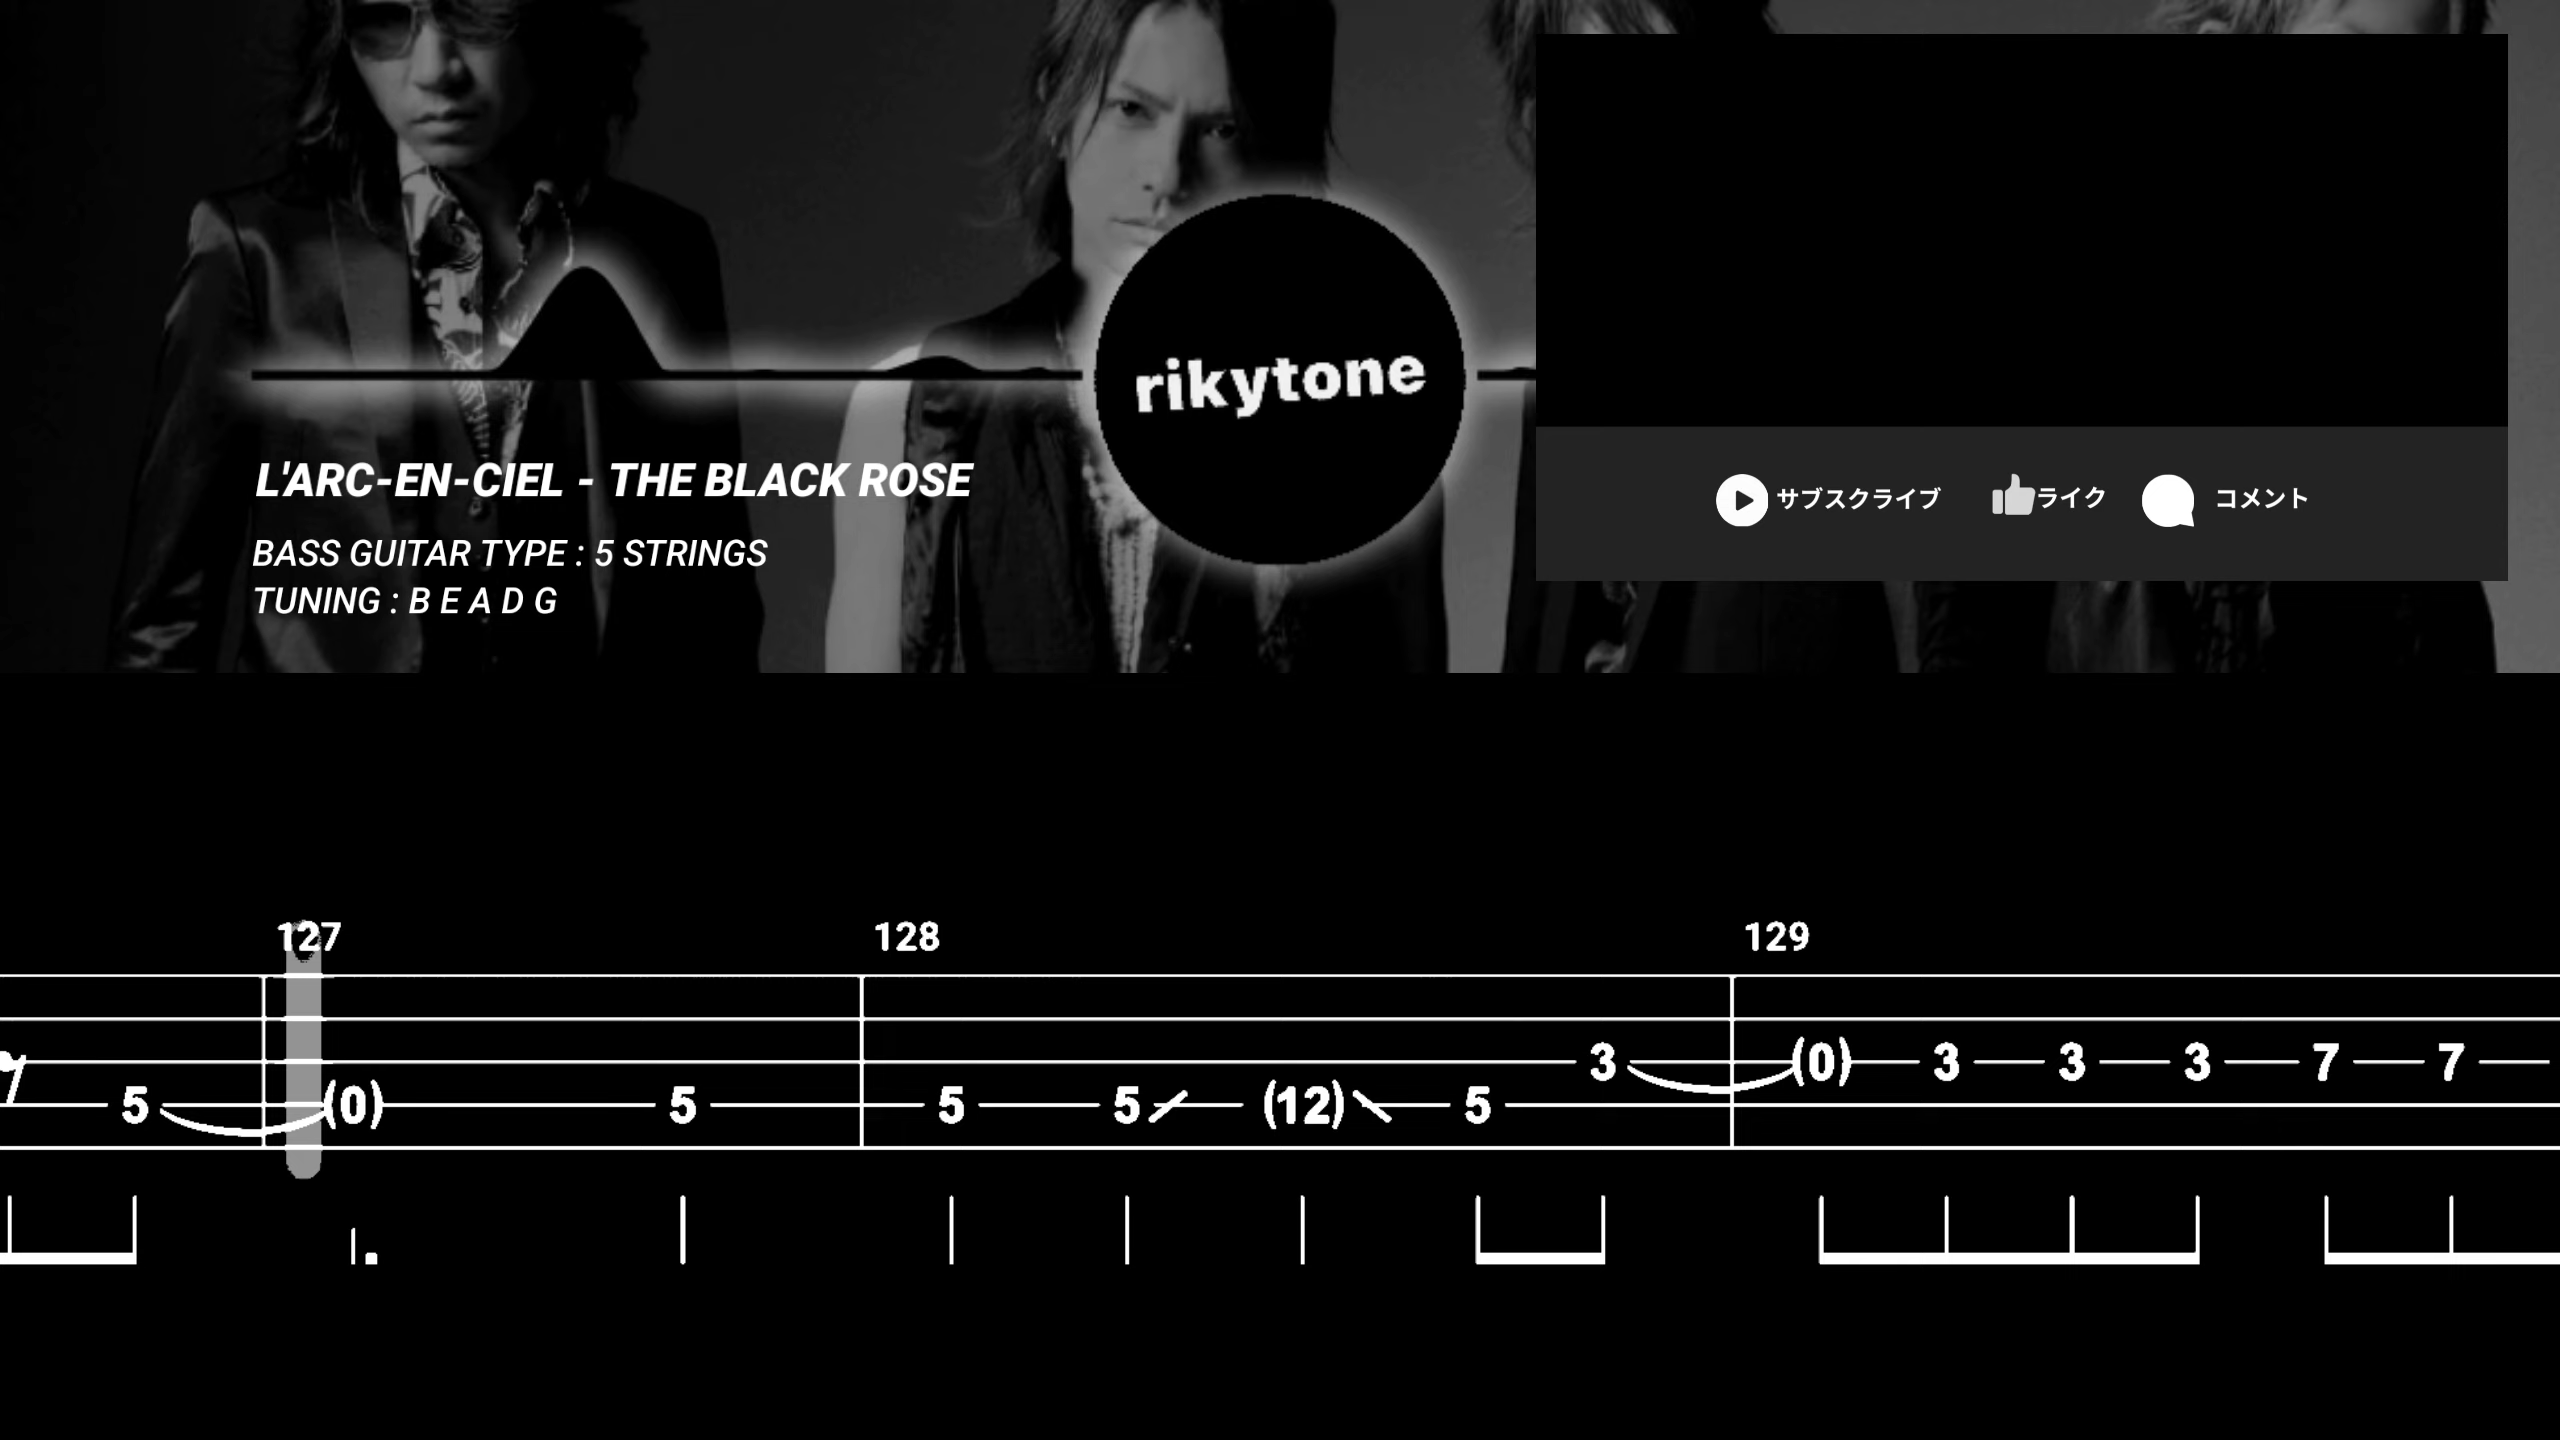 rikytone
L'ARC-EN-CIEL - THE BLACK ROSE
BASS GUITAR TYPE : 5 STRINGS
TUNING : B E A D G
サブスクライブ ライク コメント
127 128 129
3 (0) 3 3 3 7 7
5 (0) 5 5 5 (12) 5